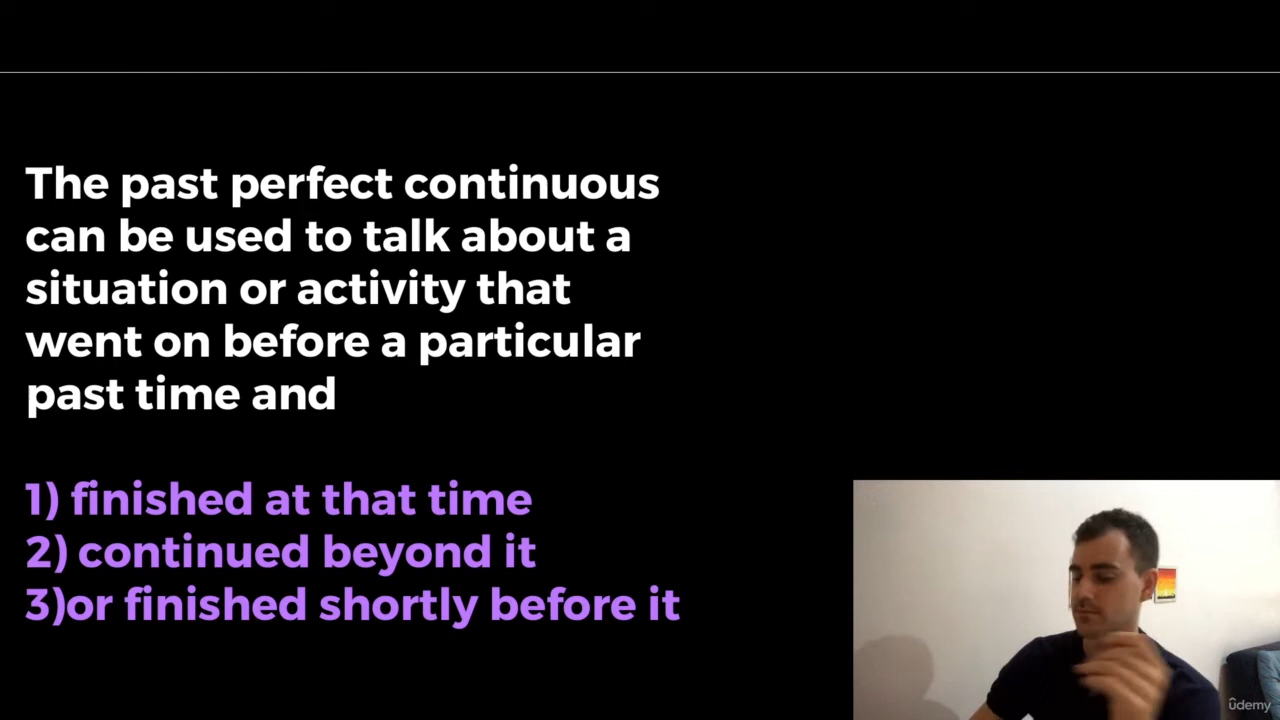 The past perfect continuous
can be used to talk about a
situation or activity that
went on before a particular
past time and
1) finished at that time
2) continued beyond it
3)or finished shortly before it
ûdemy